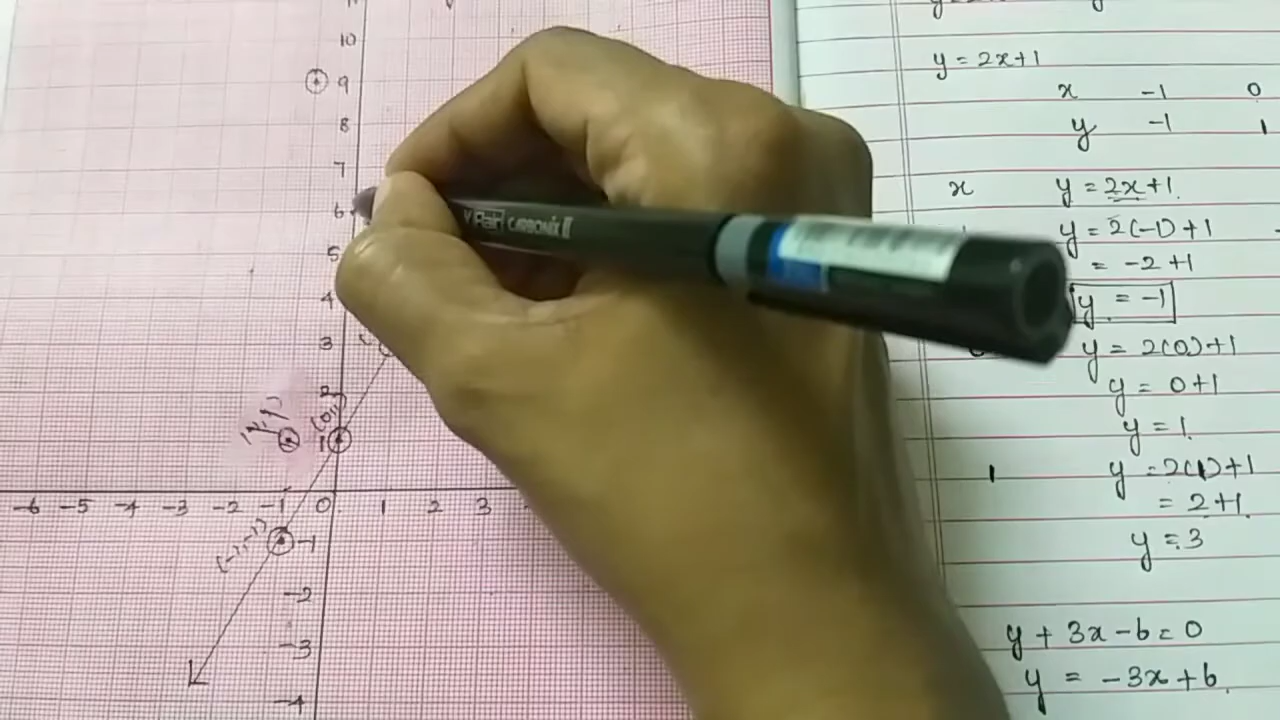 10
9
8
7
6
5
4
3
2
(0,1)
1
-6 -5 -4 -3 -2 -1 0 1 2 3
(-1,-1)
-1
-2
-3
-4
Flair CARBONIX II
y = 2x+1
x -1 0
y -1 1
x y = 2x+1
y = 2(-1)+1
= -2+1
y = -1
y = 2(0)+1
y = 0+1
y = 1
1 y = 2(1)+1
= 2+1
y = 3
y + 3x-6=0
y = -3x+6